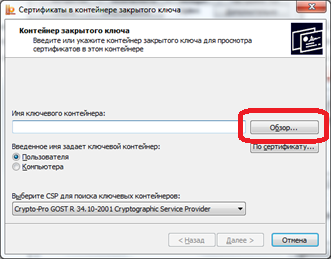 Сертификаты в контейнере закрытого ключа
Контейнер закрытого ключа
Введите или укажите контейнер закрытого ключа для просмотра
сертификатов в этом контейнере
Имя ключевого контейнера:
Обзор...
Введенное имя задает ключевой контейнер:
По сертификату...
Пользователя
Компьютера
Выберите CSP для поиска ключевых контейнеров:
Crypto-Pro GOST R 34.10-2001 Cryptographic Service Provider
< Назад
Далее >
Отмена